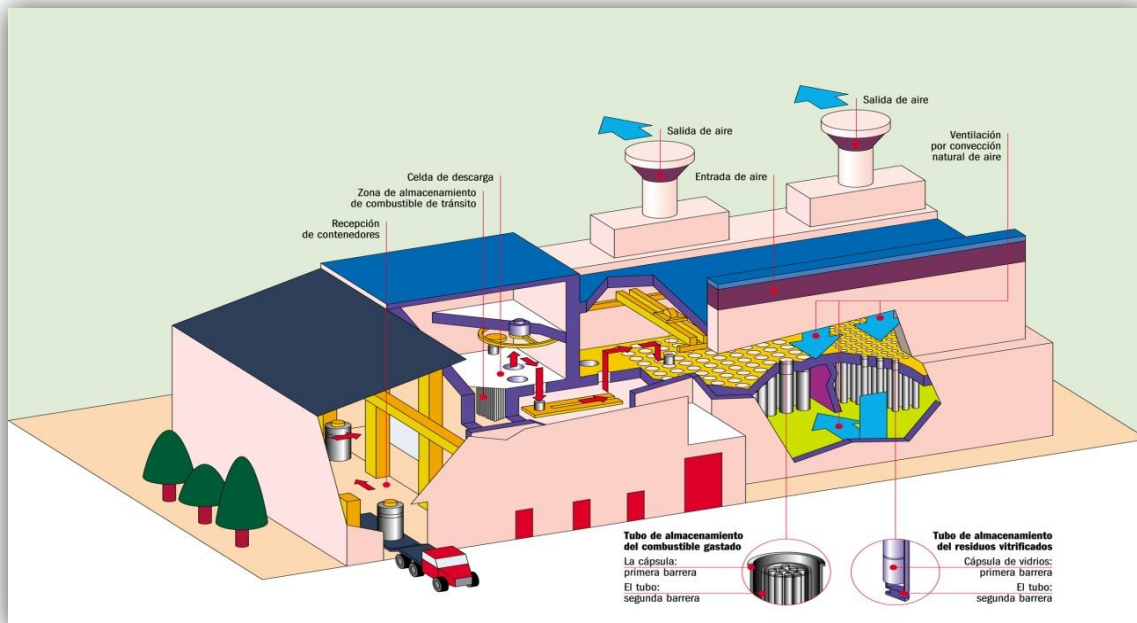 Salida de aire
Salida de aire
Ventilación
por convección
natural de aire
Celda de descarga
Entrada de aire
Zona de almacenamiento
de combustible de tránsito
Recepción
de contenedores
Tubo de almacenamiento
del combustible gastado
La cápsula:
primera barrera
El tubo:
segunda barrera
Tubo de almacenamiento
del residuos vitrificados
Cápsula de vidrios:
primera barrera
El tubo:
segunda barrera